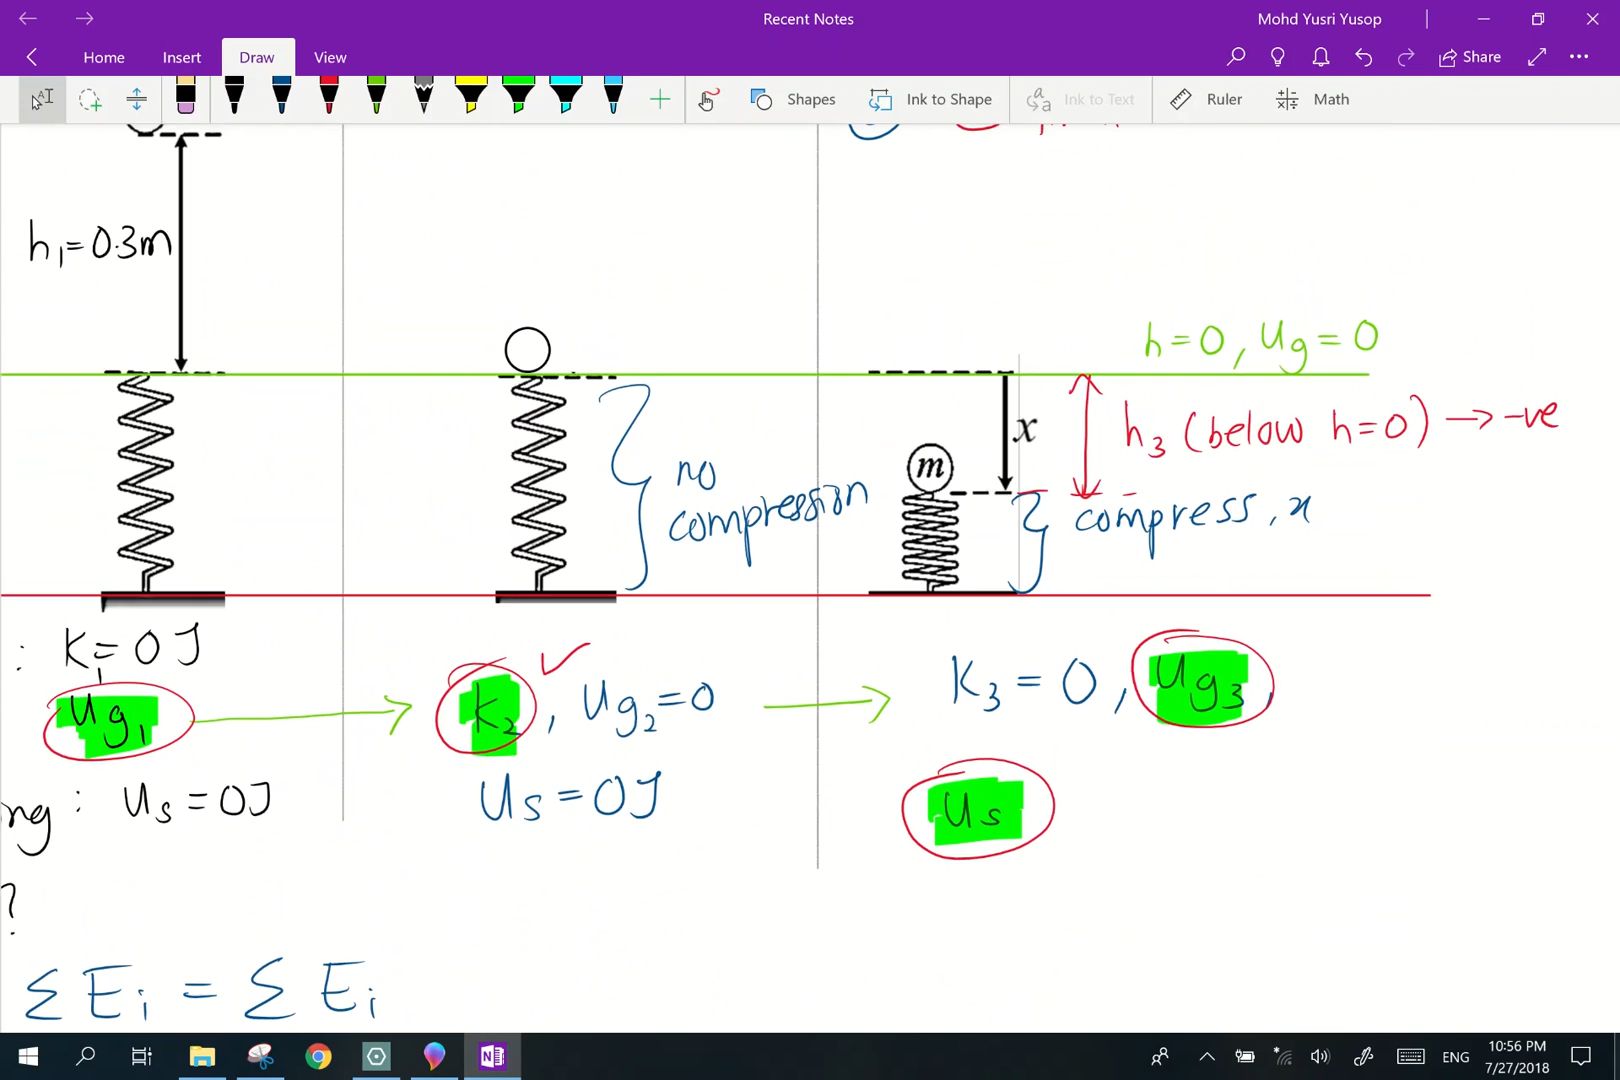 Recent Notes
Mohd Yusri Yusop
Home Insert Draw View
Share
Shapes Ink to Shape Ink to Text Ruler Math
h₁=0.3m
h=0, Ug=0
x
h₃ (below h=0) → -ve
m
no
compression
compress, x
: K₁=0J
Ug₁
K₂, Ug₂=0
K₃=0, Ug₃,
ng: Us=0J
Us=0J
Us
?
ΣEi = ΣEi
ENG
10:56 PM
7/27/2018